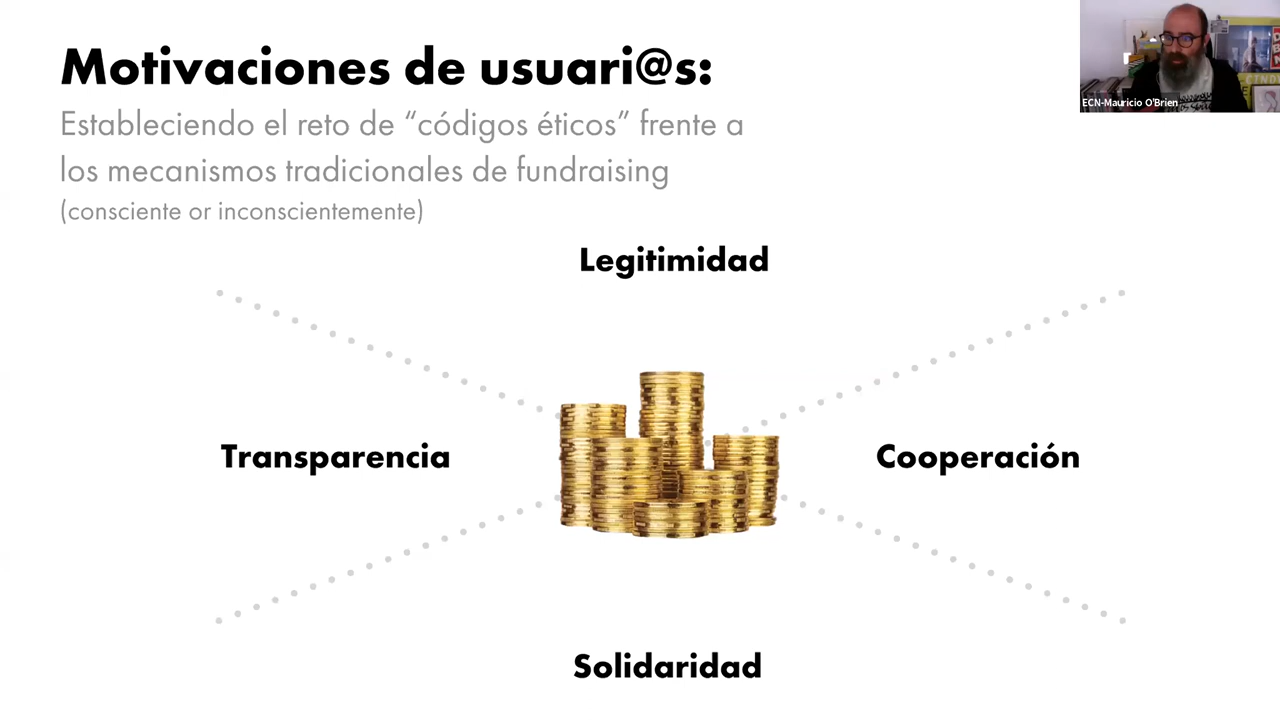 Motivaciones de usuari@s:
Estableciendo el reto de “códigos éticos” frente a
los mecanismos tradicionales de fundraising
(consciente or inconscientemente)
ECN-Mauricio O'Brien
Legitimidad
Transparencia
Cooperación
Solidaridad